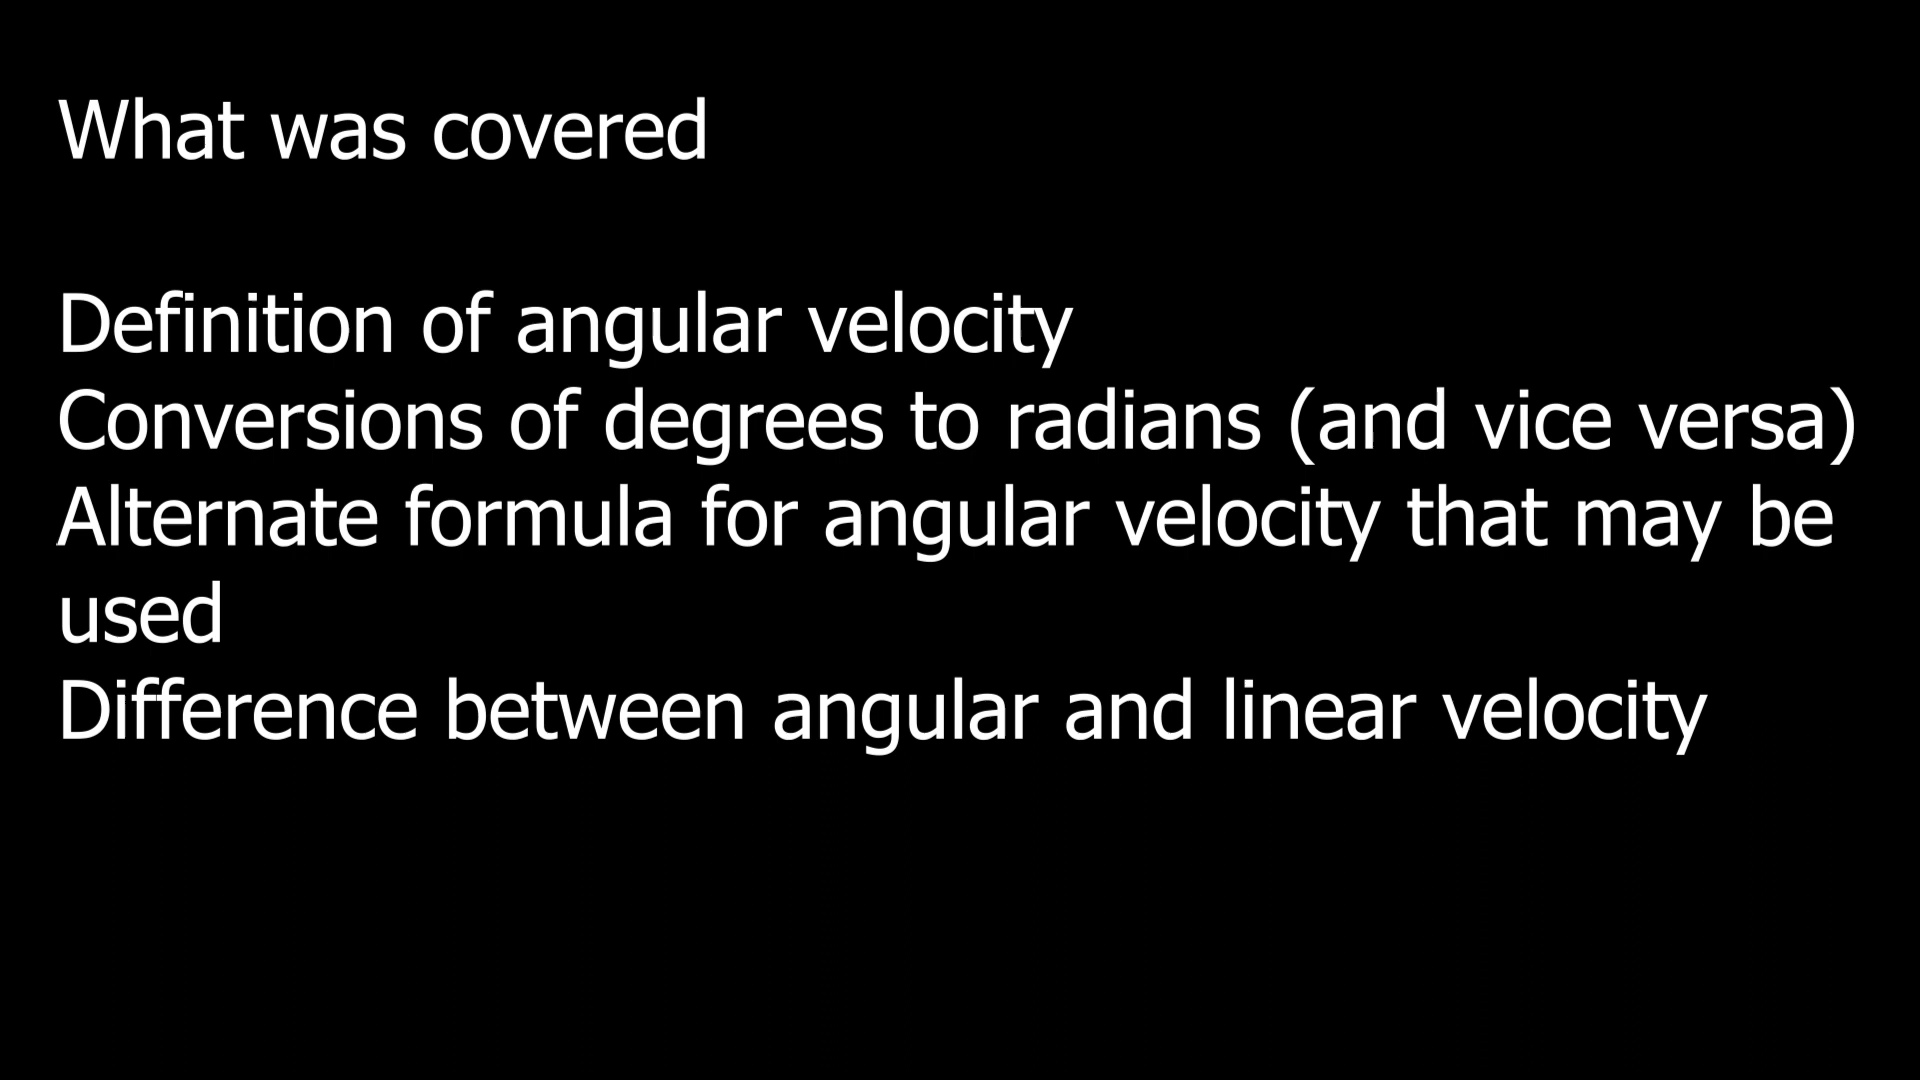 What was covered
Definition of angular velocity
Conversions of degrees to radians (and vice versa)
Alternate formula for angular velocity that may be
used
Difference between angular and linear velocity